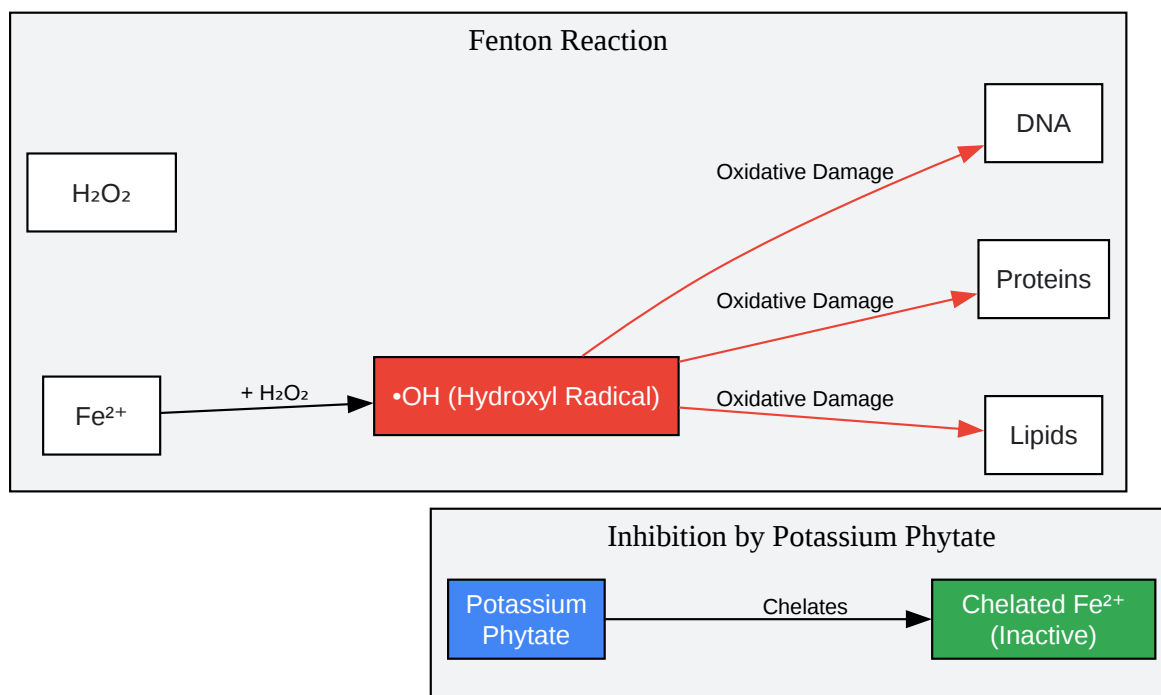 Fenton Reaction
DNA
Oxidative Damage
H₂O₂
Proteins
Oxidative Damage
+ H₂O₂
•OH (Hydroxyl Radical)
Oxidative Damage
Fe²⁺
Lipids
Inhibition by Potassium Phytate
Potassium
Phytate
Chelates
Chelated Fe²⁺
(Inactive)